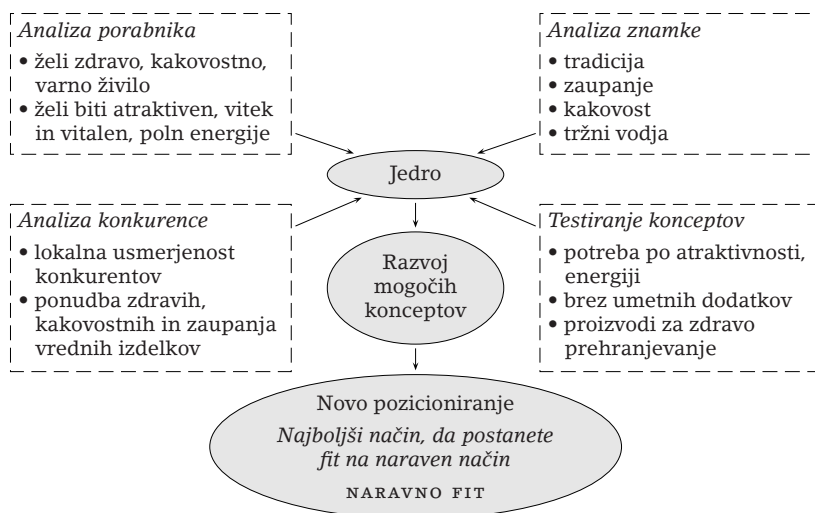 Analiza porabnika
• želi zdravo, kakovostno,
varno živilo
• želi biti atraktiven, vitek
in vitalen, poln energije
Analiza znamke
• tradicija
• zaupanje
• kakovost
• tržni vodja
Jedro
Analiza konkurence
• lokalna usmerjenost
konkurentov
• ponudba zdravih,
kakovostnih in zaupanja
vrednih izdelkov
Razvoj
mogočih
konceptov
Testiranje konceptov
• potreba po atraktivnosti,
energiji
• brez umetnih dodatkov
• proizvodi za zdravo
prehranjevanje
Novo pozicioniranje
Najboljši način, da postanete
fit na naraven način
NARAVNO FIT